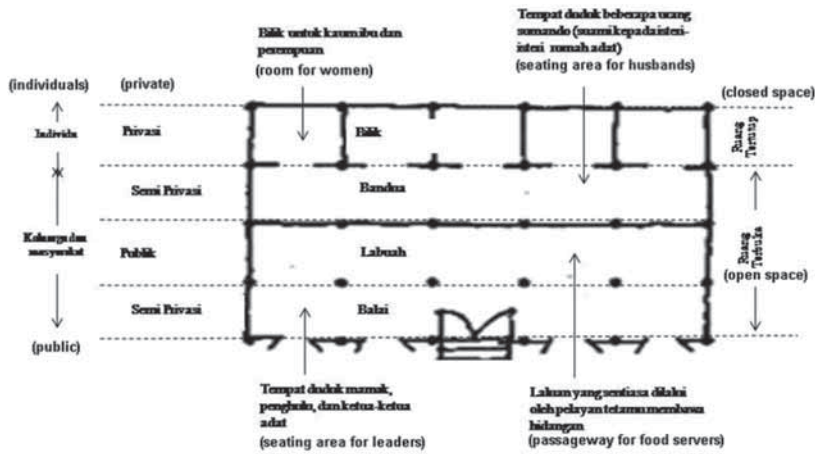 Bilik untuk kaum ibu dan
perempuan
(room for women)
Tempat duduk beberapa urang
sumando (suami kepada isteri-
isteri rumah adat)
(seating area for husbands)
(individuals)
(private)
(closed space)
Individu
Privasi
Bilik
Ruang
Tertutup
Semi Privasi
Bandua
Keluarga dan
masyarakat
Publik
Labuah
Ruang
Terbuka
(open space)
Semi Privasi
Balai
(public)
Tempat duduk mamak,
penghulu, dan ketua-ketua
adat
(seating area for leaders)
Laluan yang sentiasa dilalui
oleh pelayan tetamu membawa
hidangan
(passageway for food servers)